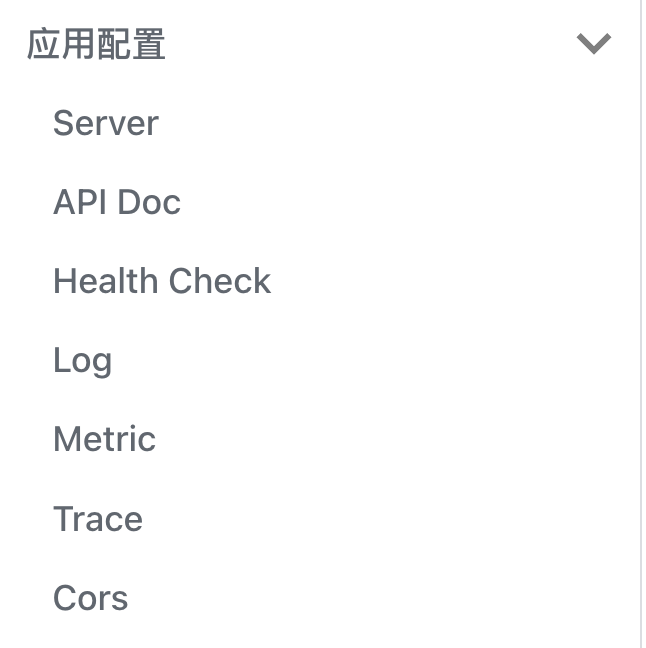 应用配置
Server
API Doc
Health Check
Log
Metric
Trace
Cors